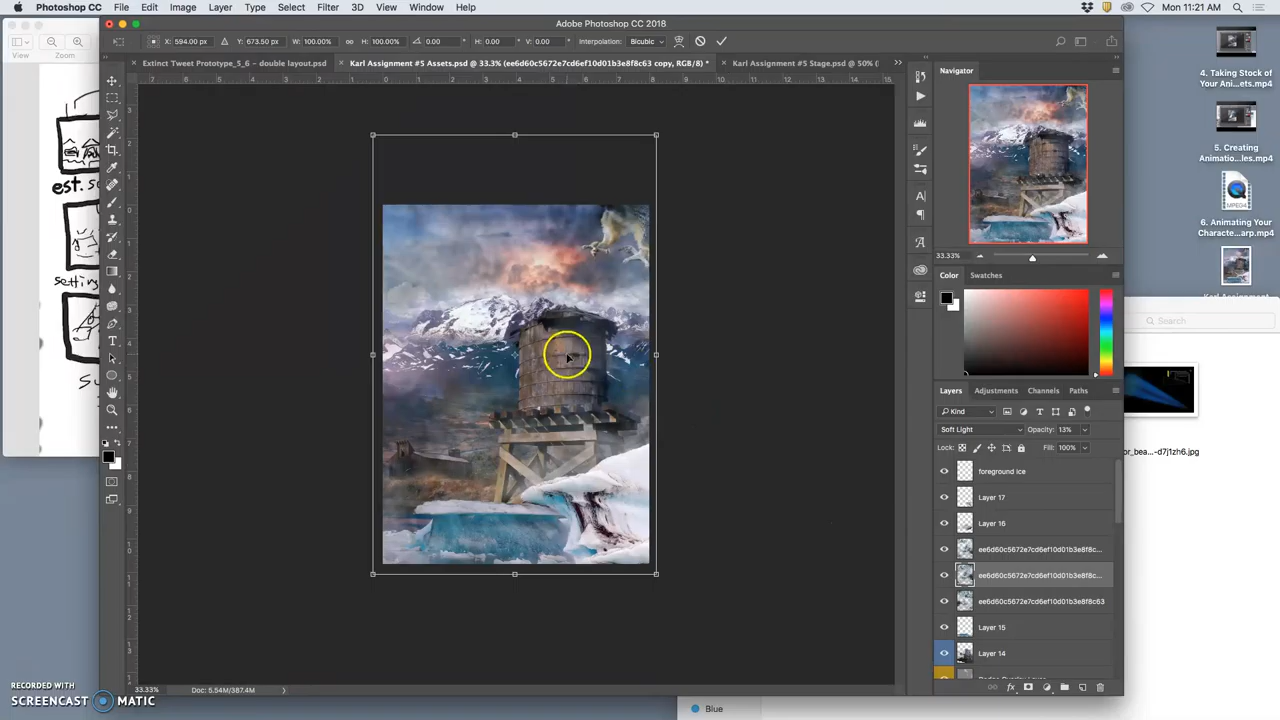 Photoshop CC File Edit Image Layer Type Select Filter 3D View Window Help
Mon 11:21 AM
Adobe Photoshop CC 2018
X: 594.00 px Y: 673.50 px W: 100.00% H: 100.00% 0.00 H: 0.00 V: 0.00 Interpolation: Bicubic
Extinct Tweet Prototype_5_6 – double layout.psd
Karl Assignment #5 Assets.psd @ 33.3% (ee6d60c5672e7cd6ef10d01b3e8f8c63 copy, RGB/8) *
Karl Assignment #5 Stage.psd @ 50% (
View Zoom
est.
Navigator
33.33%
Color Swatches
Layers Adjustments Channels Paths
Kind
Soft Light Opacity: 13%
Lock: Fill: 100%
foreground ice
Layer 17
Layer 16
ee6d60c5672e7cd6ef10d01b3e8f8c...
ee6d60c5672e7cd6ef10d01b3e8f8c...
ee6d60c5672e7cd6ef10d01b3e8f8c63
Layer 15
Layer 14
33.33% Doc: 5.54M/387.4M
4. Taking Stock of
Your Ani...ets.mp4
5. Creating
Animatio...les.mp4
MPEG4
6. Animating Your
Characte...arp.mp4
Karl Assignment
Search
or_bea...-d7j1zh6.jpg
Blue
RECORDED WITH
SCREENCAST MATIC